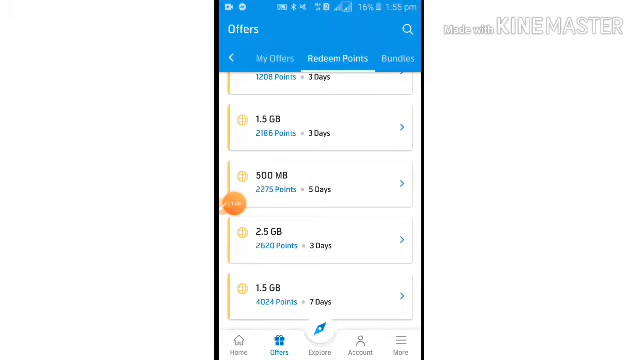 16% 1:55 pm
Offers
Made with KINEMASTER
My Offers Redeem Points Bundles
1208 Points 3 Days
1.5 GB
2186 Points 3 Days
500 MB
2275 Points 5 Days
2.5 GB
2620 Points 3 Days
1.5 GB
4024 Points 7 Days
Home Offers Explore Account More